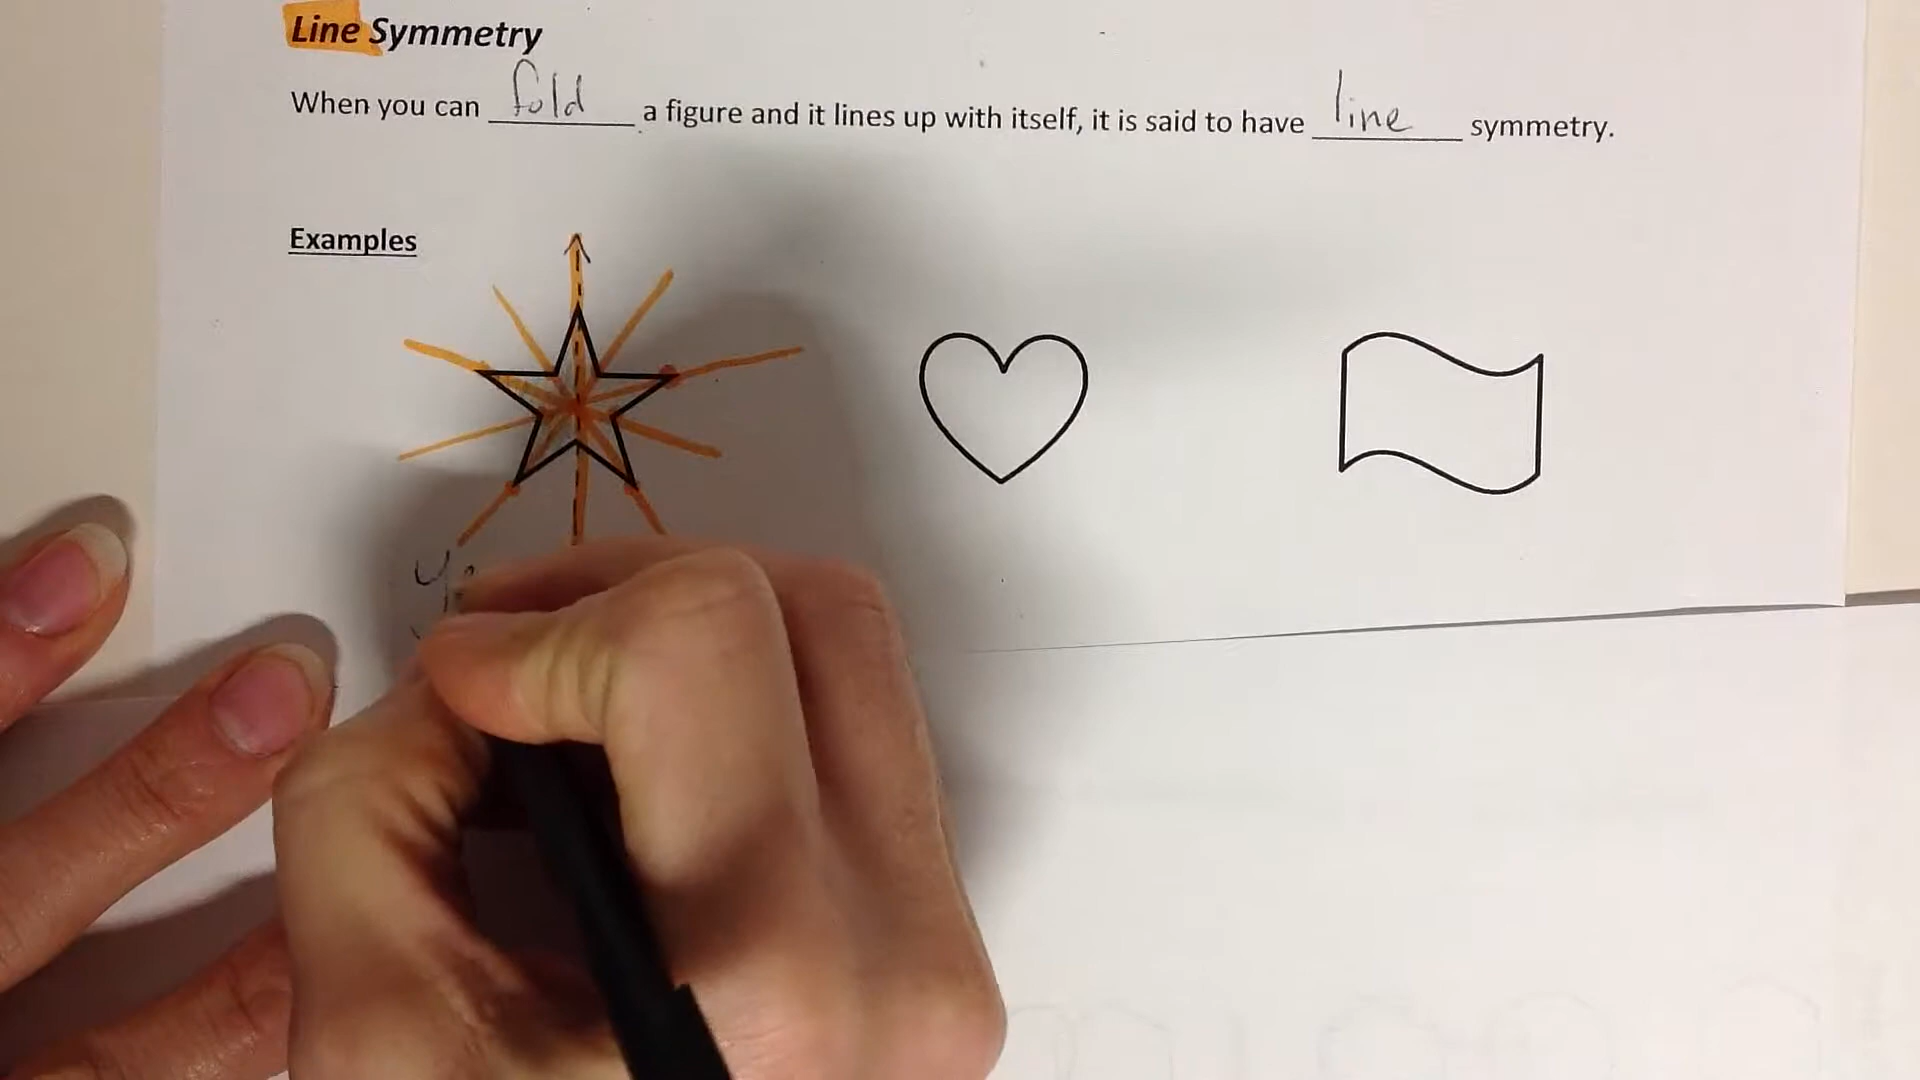 Line Symmetry
When you can fold a figure and it lines up with itself, it is said to have line symmetry.
Examples